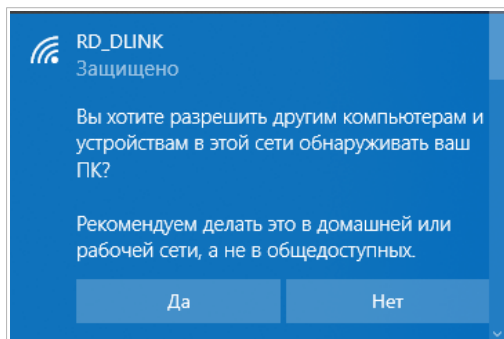 RD_DLINK
Защищено
Вы хотите разрешить другим компьютерам и
устройствам в этой сети обнаруживать ваш
ПК?
Рекомендуем делать это в домашней или
рабочей сети, а не в общедоступных.
Да Нет